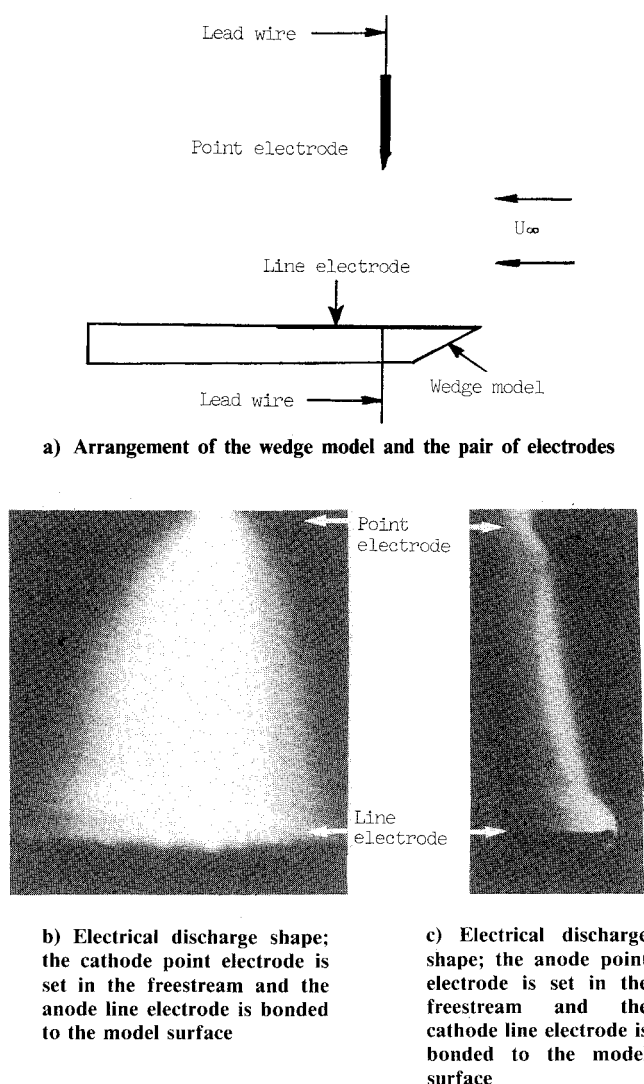 Lead wire
Point electrode
U∞
Line electrode
Wedge model
Lead wire
a) Arrangement of the wedge model and the pair of electrodes
Point
electrode
Line
electrode
b) Electrical discharge shape;
the cathode point electrode is
set in the freestream and the
anode line electrode is bonded
to the model surface
c) Electrical discharge
shape; the anode point
electrode is set in the
freestream and the
cathode line electrode is
bonded to the model
surface